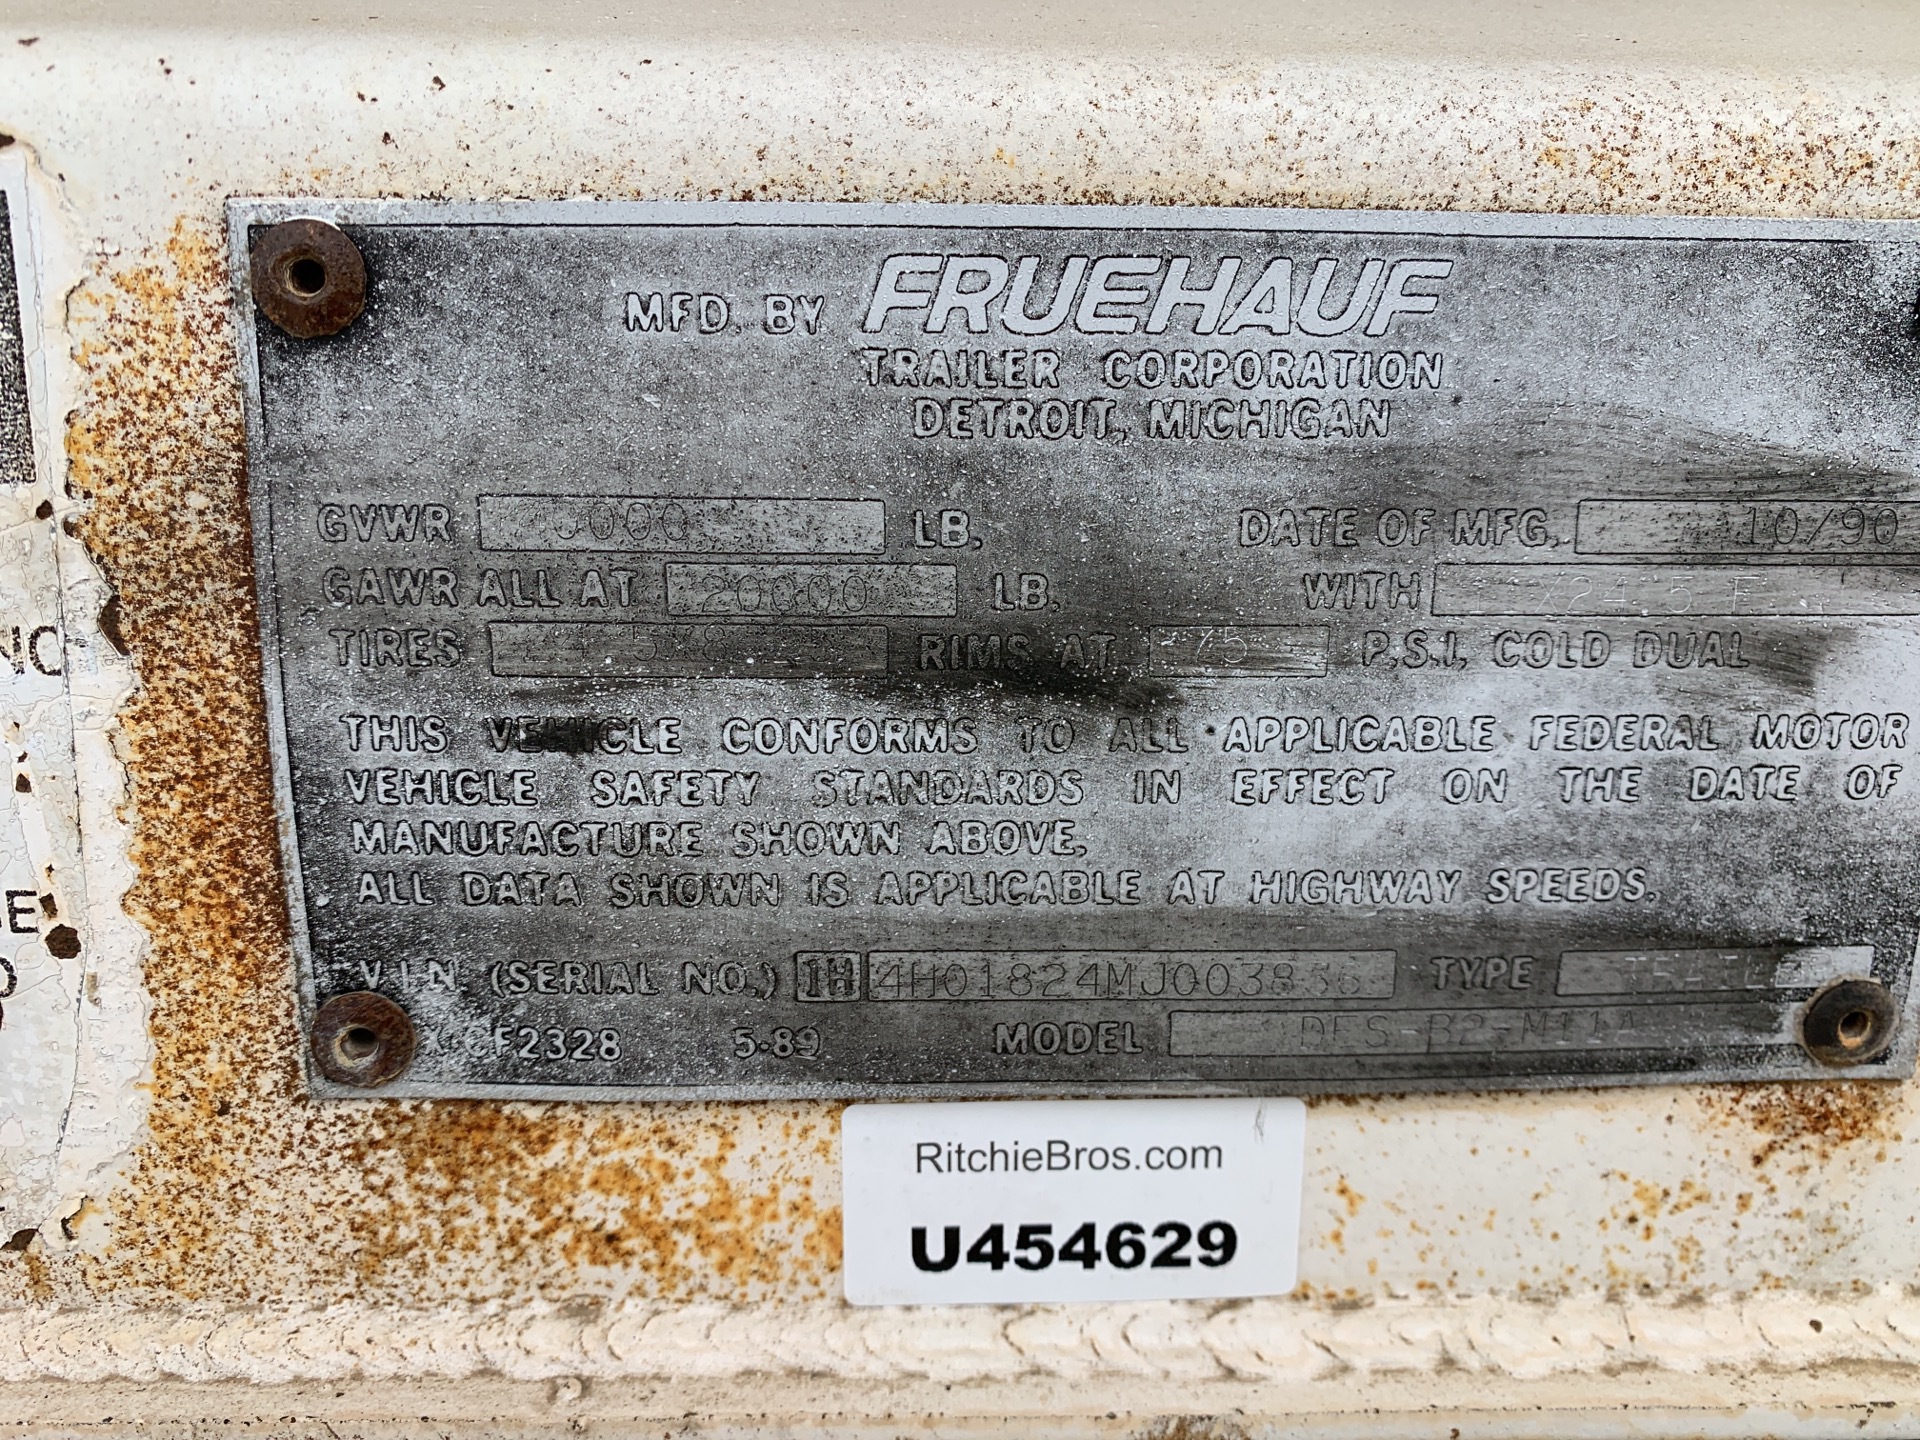 MFD. BY FRUEHAUF
TRAILER CORPORATION
DETROIT, MICHIGAN
GVWR LB. DATE OF MFG. 10/90
GAWR ALL AT 20000 LB. WITH
TIRES RIMS AT 75 P.S.I. COLD DUAL
THIS VEHICLE CONFORMS TO ALL APPLICABLE FEDERAL MOTOR
VEHICLE SAFETY STANDARDS IN EFFECT ON THE DATE OF
MANUFACTURE SHOWN ABOVE.
ALL DATA SHOWN IS APPLICABLE AT HIGHWAY SPEEDS.
V.I.N. (SERIAL NO.) 1H TYPE
CF2328 5-89 MODEL
RitchieBros.com
U454629